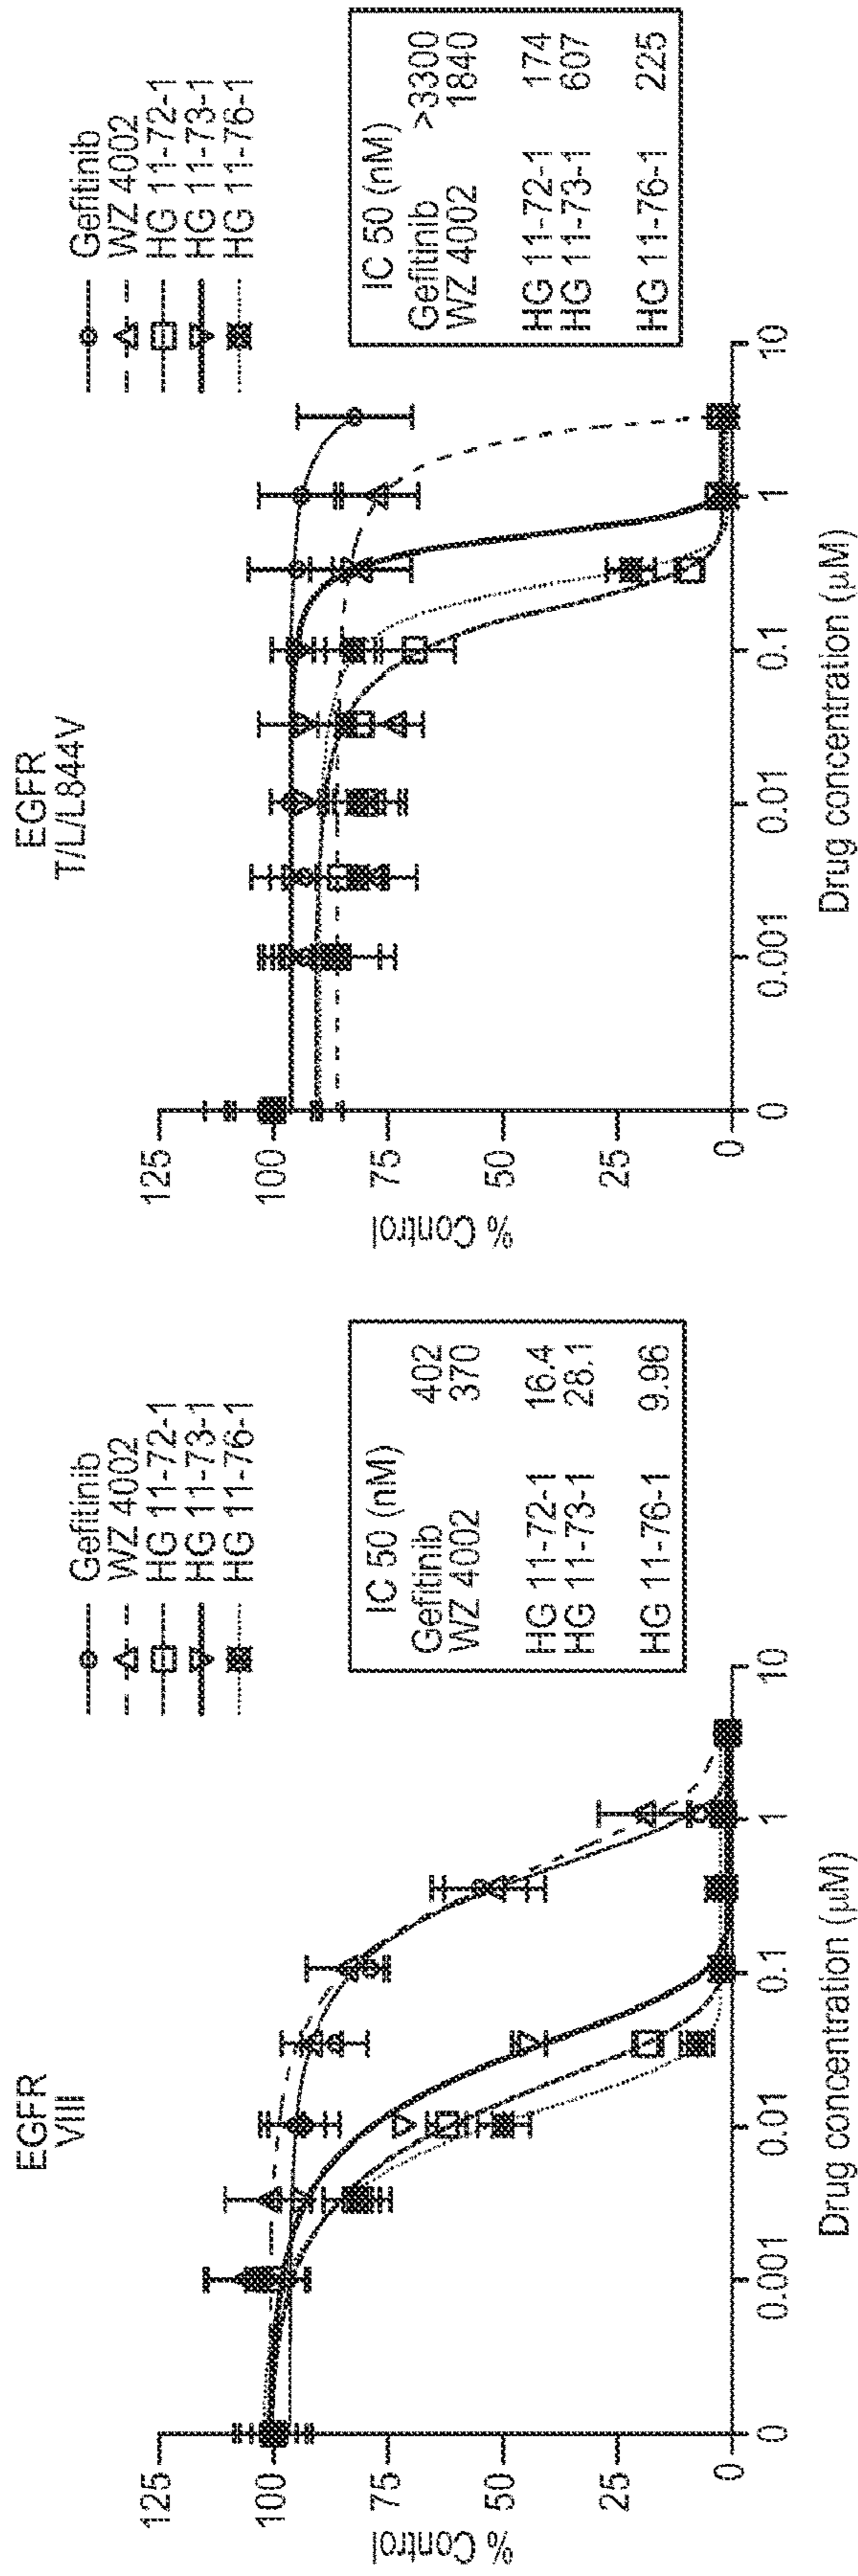 EGFR
VIII
Gefitinib
WZ 4002
HG 11-72-1
HG 11-73-1
HG 11-76-1
% Control
125
100
75
50
25
0
0
0.001
0.01
0.1
1
10
Drug concentration (µM)
IC 50 (nM)
Gefitinib 402
WZ 4002 370
HG 11-72-1 16.4
HG 11-73-1 28.1
HG 11-76-1 9.96
EGFR
T/L/L844V
Gefitinib
WZ 4002
HG 11-72-1
HG 11-73-1
HG 11-76-1
% Control
125
100
75
50
25
0
0
0.001
0.01
0.1
1
10
Drug concentration (µM)
IC 50 (nM)
Gefitinib >3300
WZ 4002 1840
HG 11-72-1 174
HG 11-73-1 607
HG 11-76-1 225